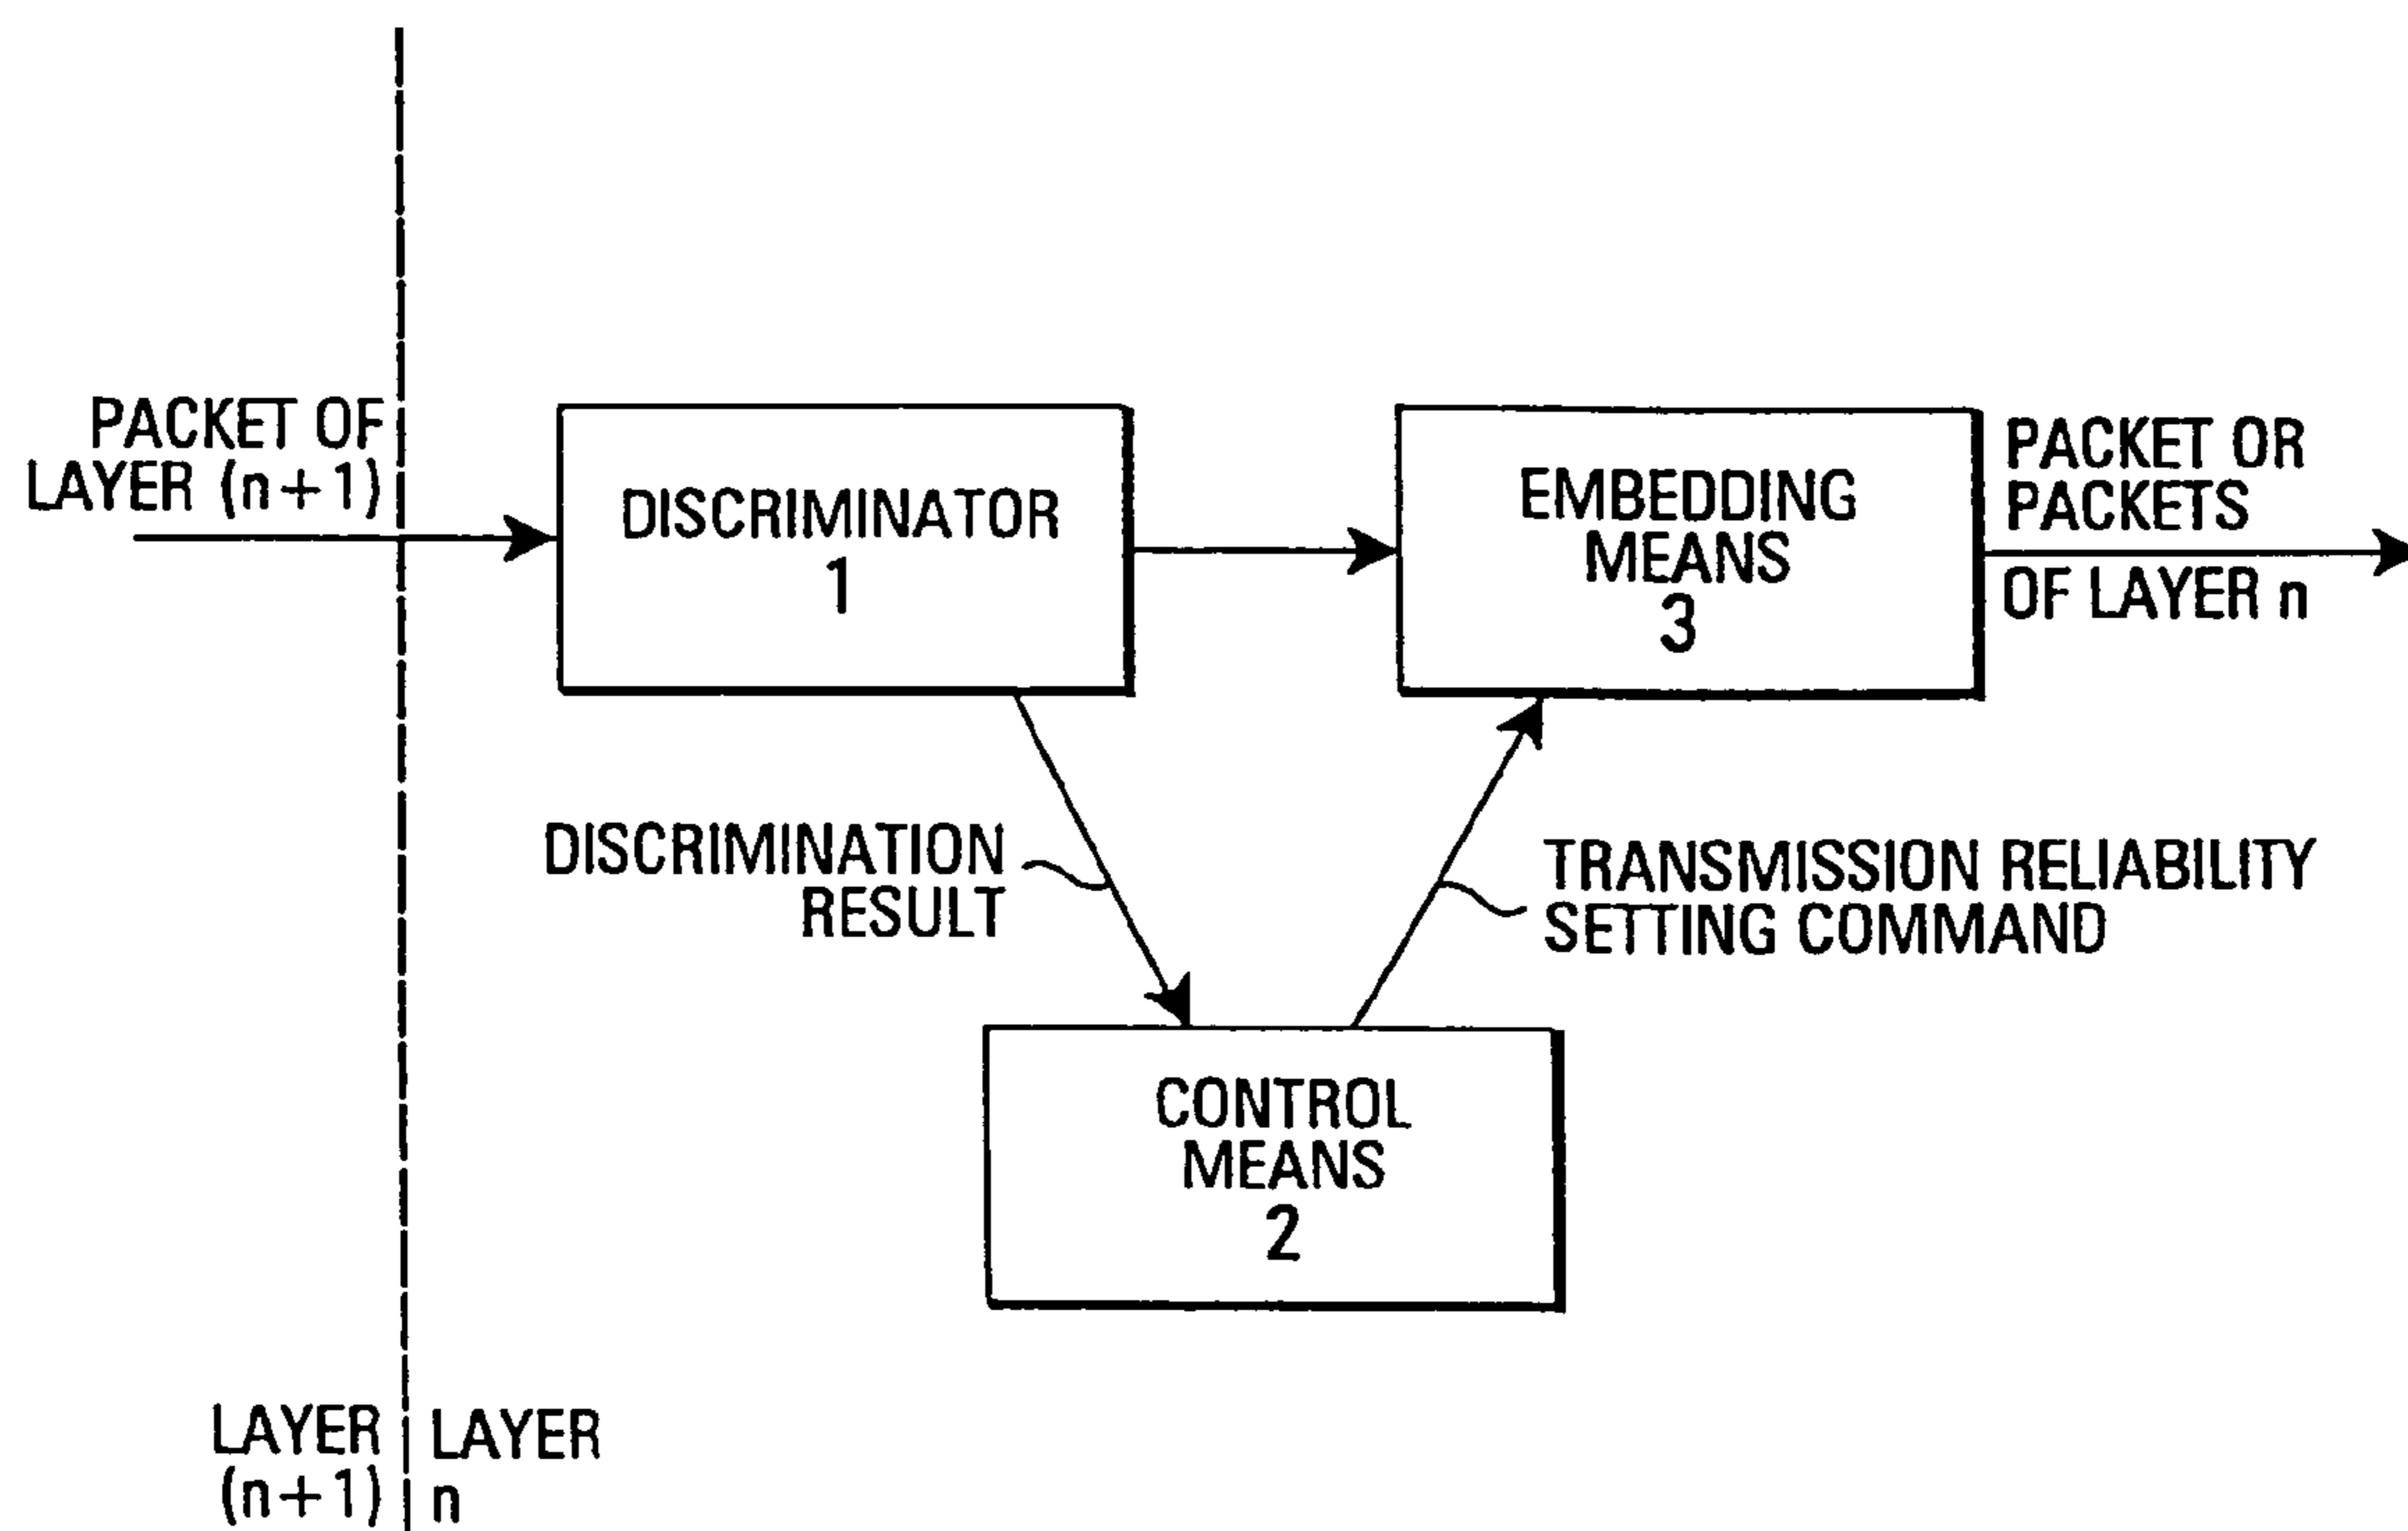 PACKET OF
LAYER (n+1)
DISCRIMINATOR
1
EMBEDDING
MEANS
3
PACKET OR
PACKETS
OF LAYER n
DISCRIMINATION
RESULT
TRANSMISSION RELIABILITY
SETTING COMMAND
CONTROL
MEANS
2
LAYER
(n+1)
LAYER
n